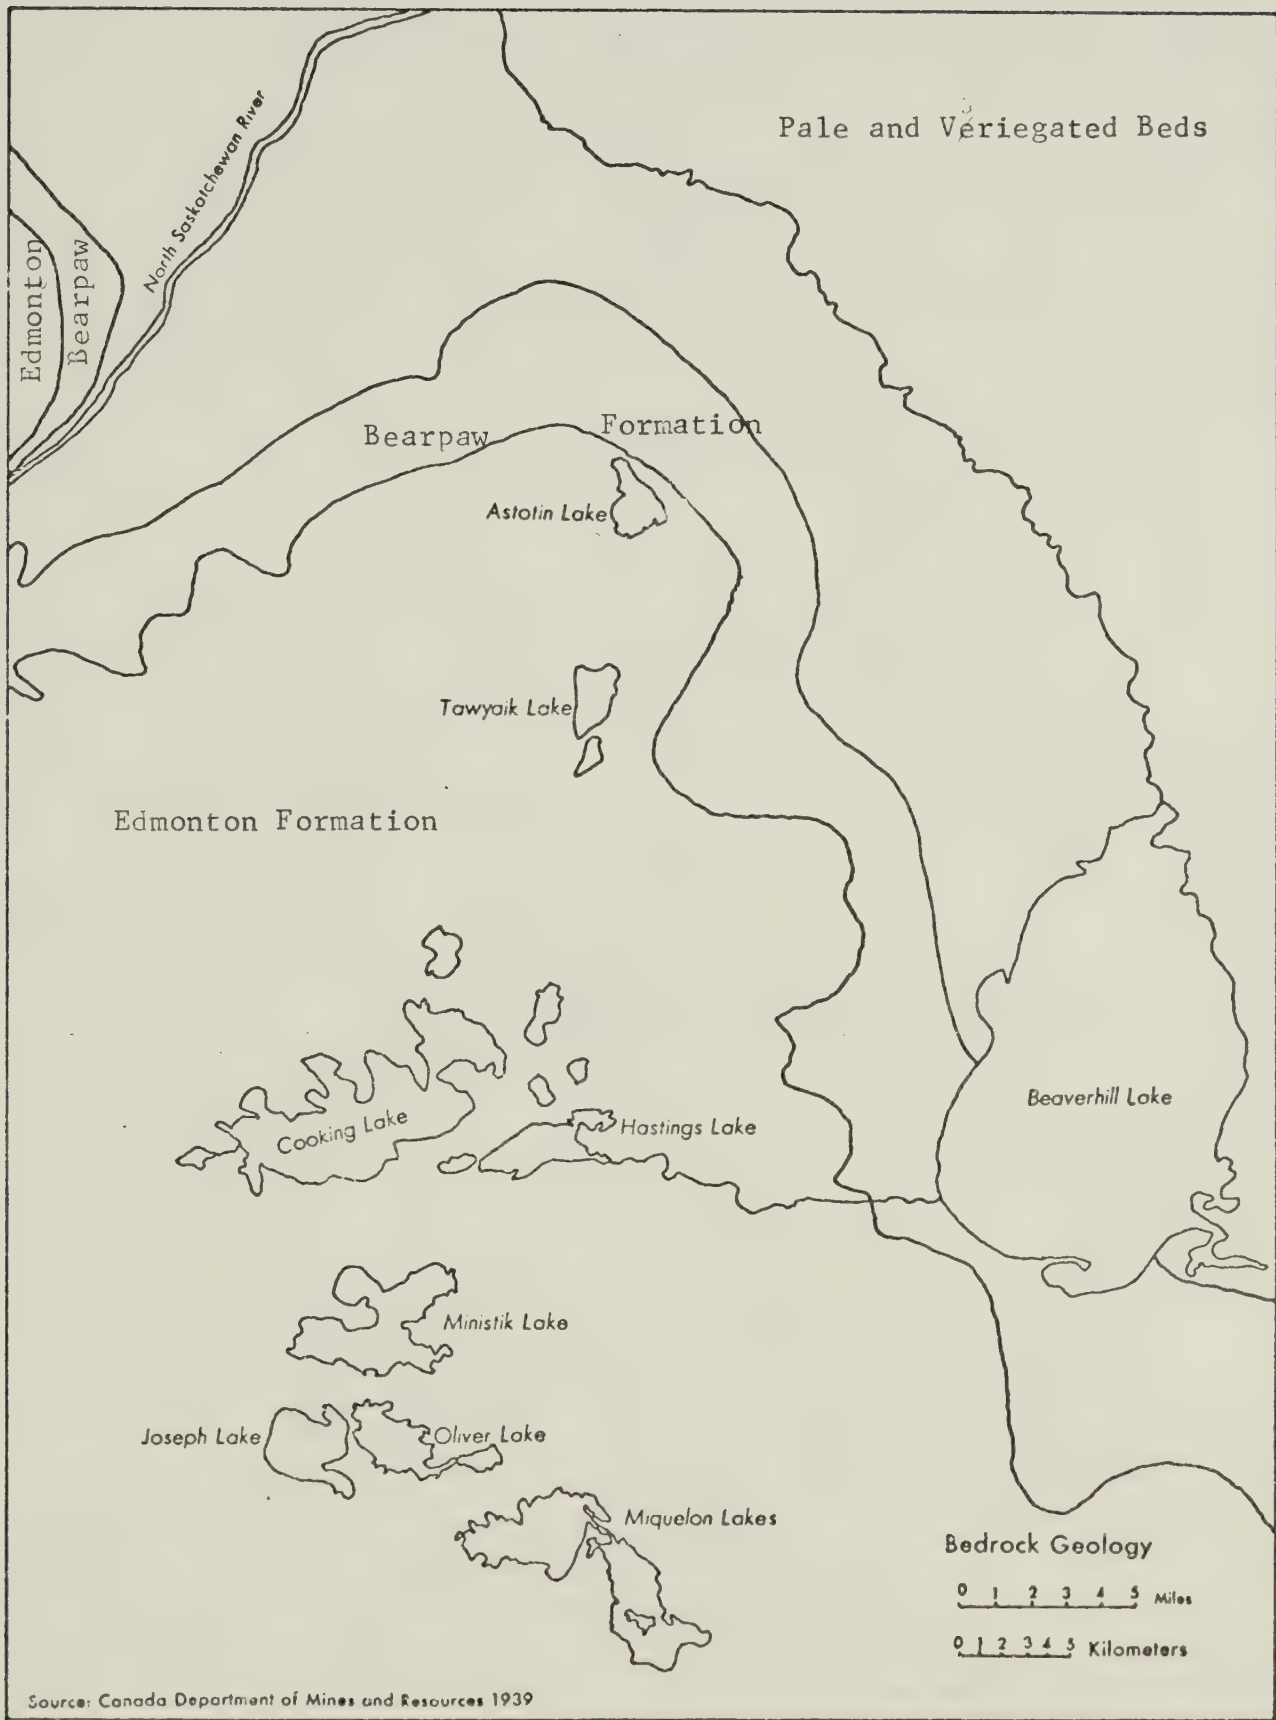 Pale and Veriegated Beds
North Saskatchewan River
Edmonton
Bearpaw
Bearpaw Formation
Astotin Lake
Tawyaik Lake
Edmonton Formation
Beaverhill Lake
Cooking Lake
Hastings Lake
Ministik Lake
Joseph Lake
Oliver Lake
Miquelon Lakes
Bedrock Geology
0 1 2 3 4 5 Miles
0 1 2 3 4 5 Kilometers
Source: Canada Department of Mines and Resources 1939